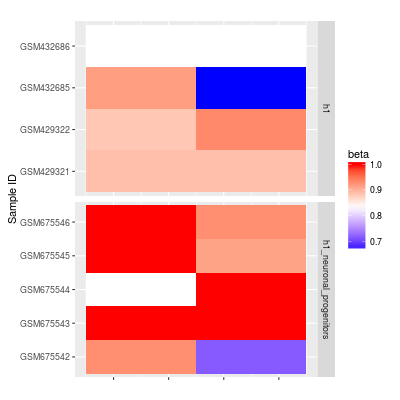 GSM432686
GSM432685
GSM429322
GSM429321
h1
GSM675546
GSM675545
GSM675544
GSM675543
GSM675542
h1_neuronal_progenitors
Sample ID
beta
1.0
0.9
0.8
0.7